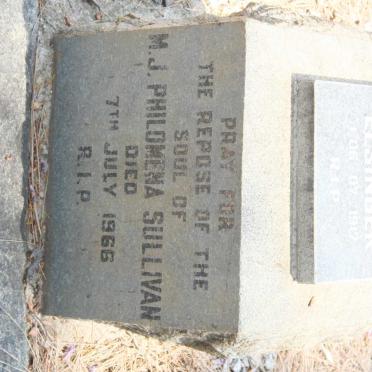 PRAY FOR
THE REPOSE OF THE
SOUL OF
M. J. PHILOMENA SULLIVAN
DIED
7TH JULY 1966
R. I. P.